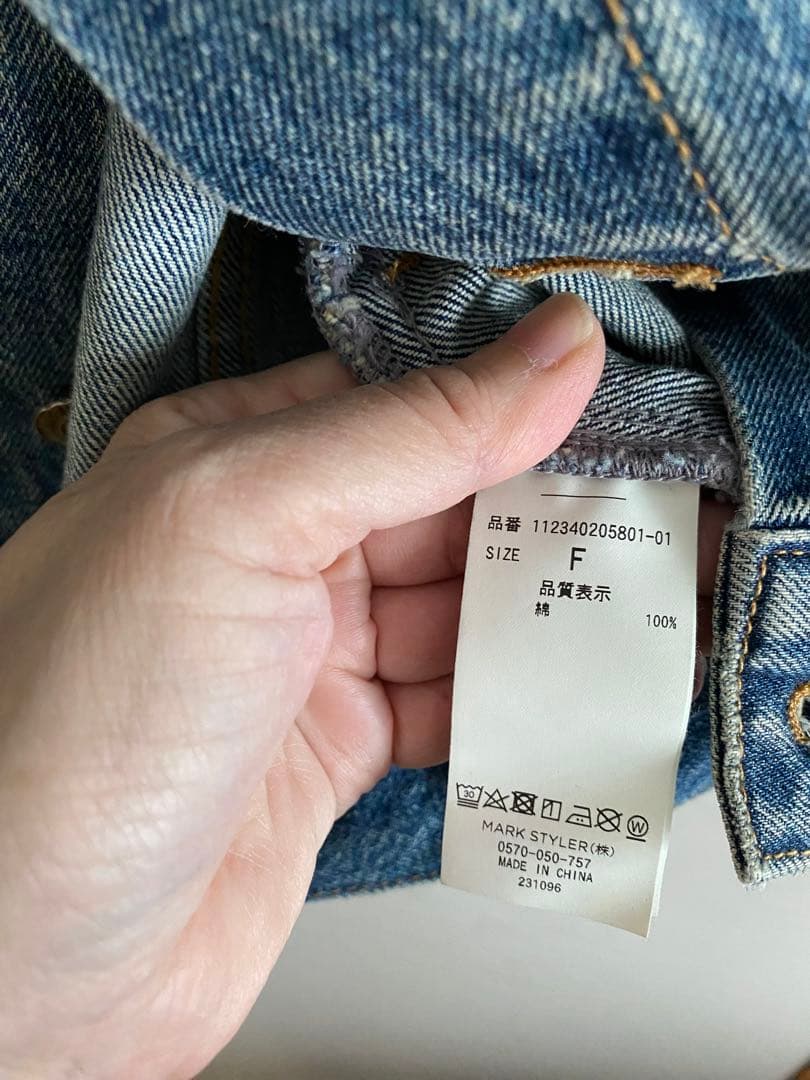 品番 112340205801-01
SIZE F
品質表示
綿 100%
30
W
MARK STYLER(株)
0570-050-757
MADE IN CHINA
231096